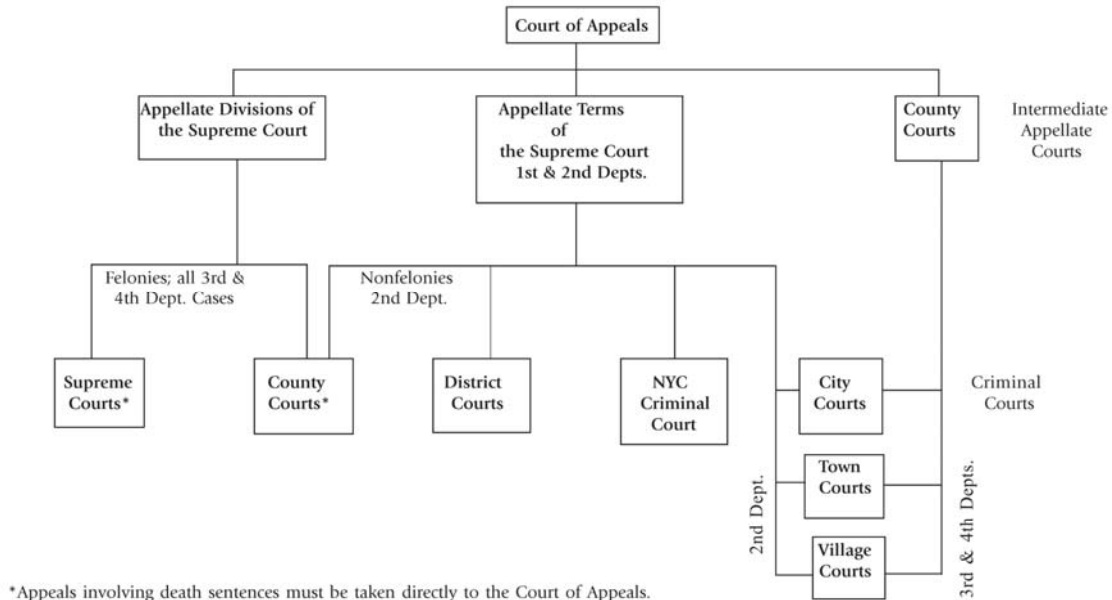 Court of Appeals
Appellate Divisions of
the Supreme Court
Appellate Terms
of
the Supreme Court
1st & 2nd Depts.
County
Courts
Intermediate
Appellate
Courts
Felonies; all 3rd &
4th Dept. Cases
Nonfelonies
2nd Dept.
Supreme
Courts*
County
Courts*
District
Courts
NYC
Criminal
Court
City
Courts
Criminal
Courts
Town
Courts
Village
Courts
2nd Dept.
3rd & 4th Depts.
*Appeals involving death sentences must be taken directly to the Court of Appeals.